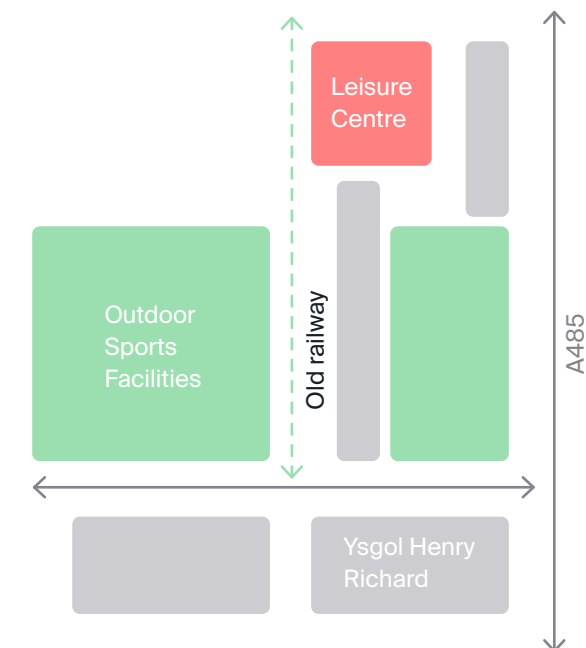 Leisure
Centre
Outdoor
Sports
Facilities
Old railway
A485
Ysgol Henry
Richard